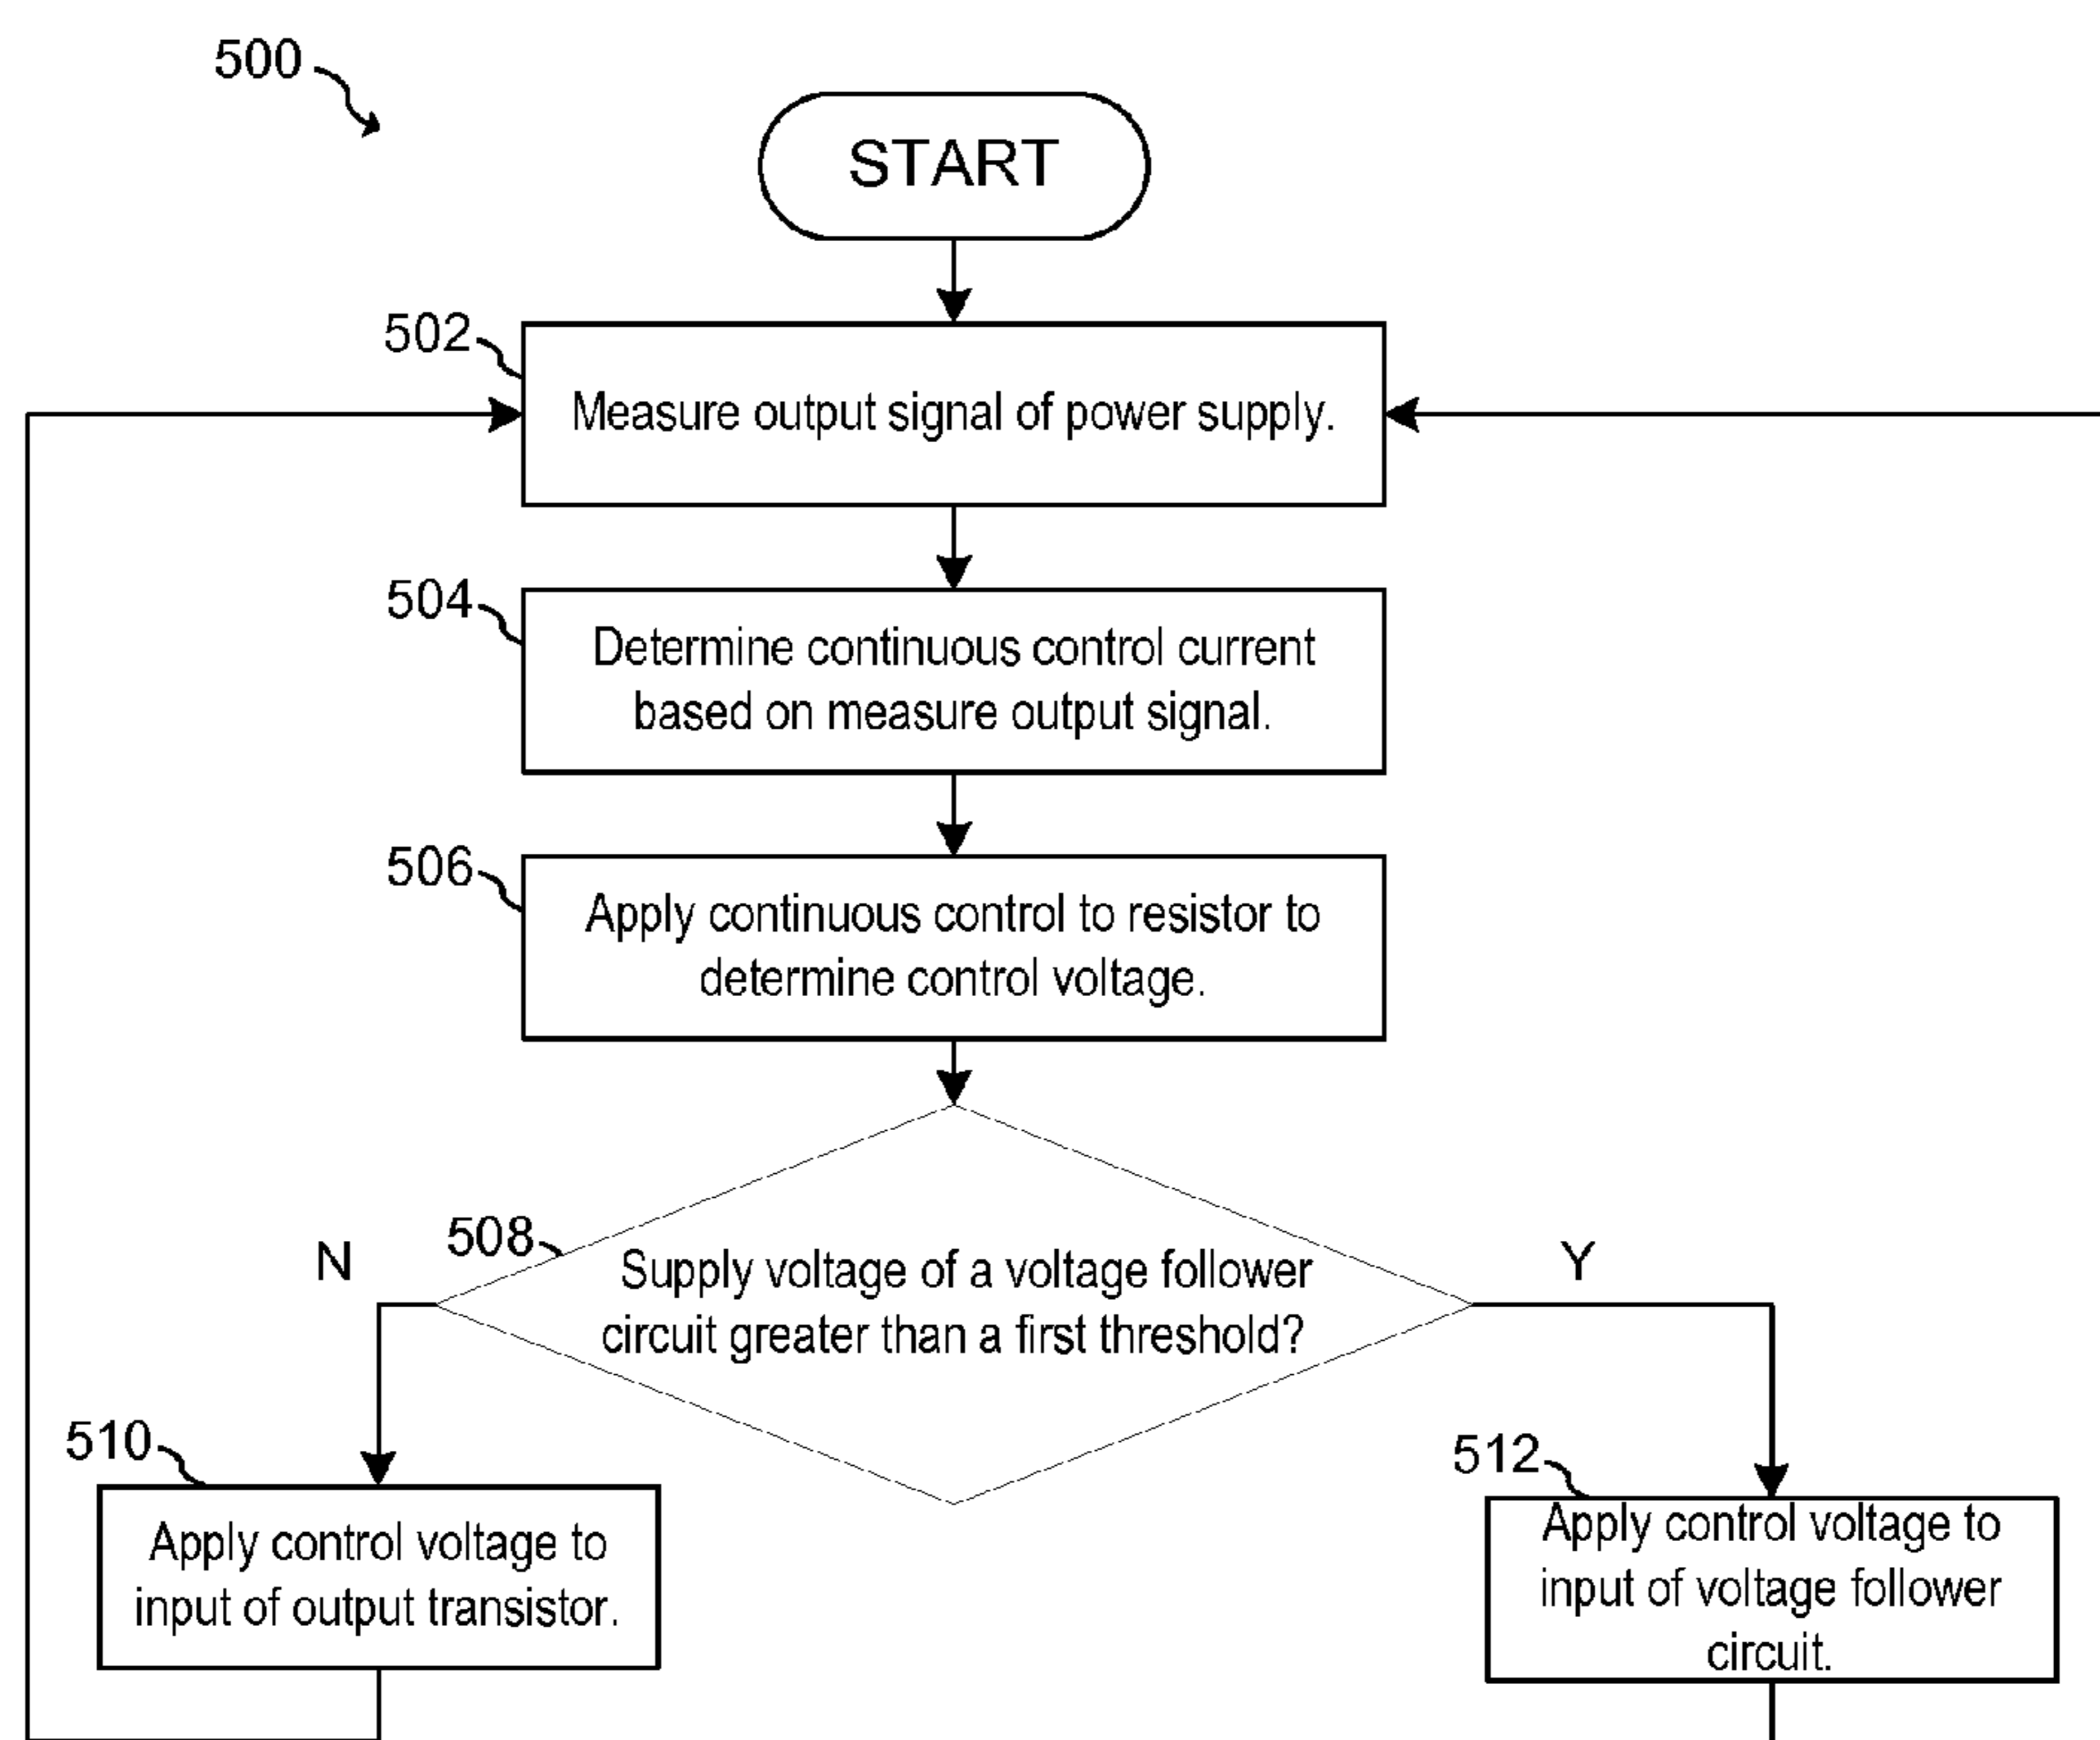 500
START
502
Measure output signal of power supply.
504
Determine continuous control current
based on measure output signal.
506
Apply continuous control to resistor to
determine control voltage.
508
N
Supply voltage of a voltage follower
circuit greater than a first threshold?
Y
510
Apply control voltage to
input of output transistor.
512
Apply control voltage to
input of voltage follower
circuit.